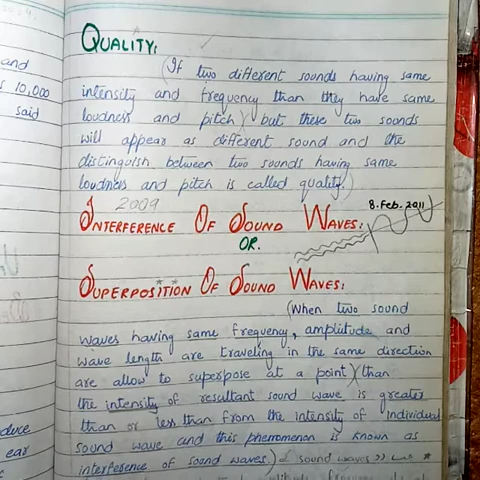 and
10,000
said
QUALITY:
(If two different sounds having same
intensity and frequency than they have same
loudness and pitch) but these two sounds
will appear as different sound and the
distinguish between two sounds having same
loudness and pitch is called quality.)
2009
8.Feb.2011
INTERFERENCE OF SOUND WAVES:
OR.
SUPERPOSITION OF SOUND WAVES:
(When two sound
waves having same frequency, amplitude and
wave length are traveling in the same direction
are allow to superpose at a point) than
the intensity of resultant sound wave is greater
than or less than from the intensity of individual
sound wave and this phenomenon is known as
interference of sound waves.)
duce
ear